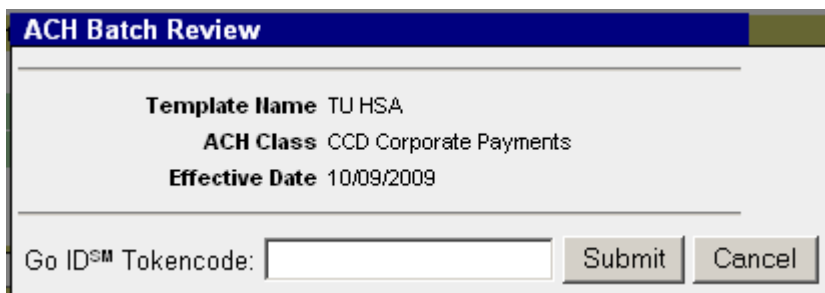 ACH Batch Review
Template Name TU HSA
ACH Class CCD Corporate Payments
Effective Date 10/09/2009
Go ID℠ Tokencode: Submit Cancel